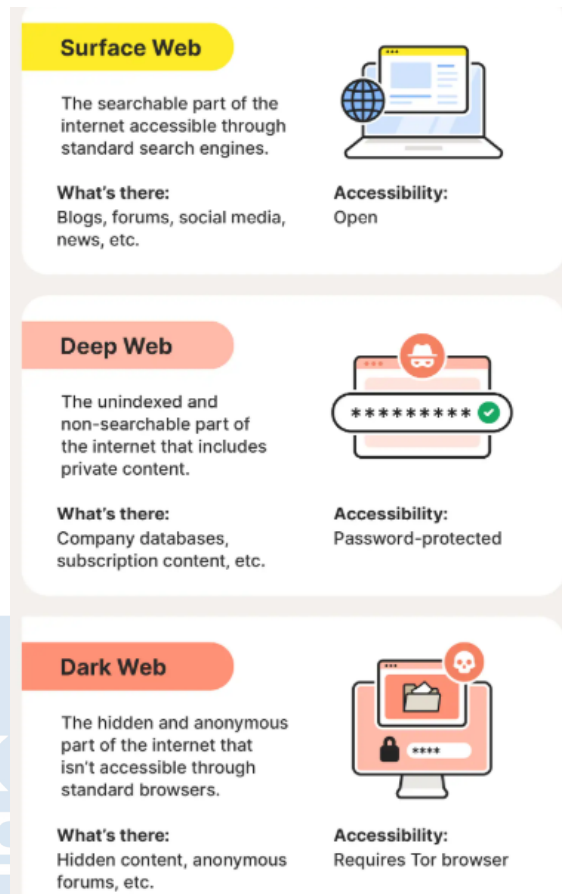 Surface Web
The searchable part of the
internet accessible through
standard search engines.
What's there:
Blogs, forums, social media,
news, etc.
Accessibility:
Open
Deep Web
The unindexed and
non-searchable part of
the internet that includes
private content.
*********
What's there:
Company databases,
subscription content, etc.
Accessibility:
Password-protected
Dark Web
The hidden and anonymous
part of the internet that
isn't accessible through
standard browsers.
****
What's there:
Hidden content, anonymous
forums, etc.
Accessibility:
Requires Tor browser